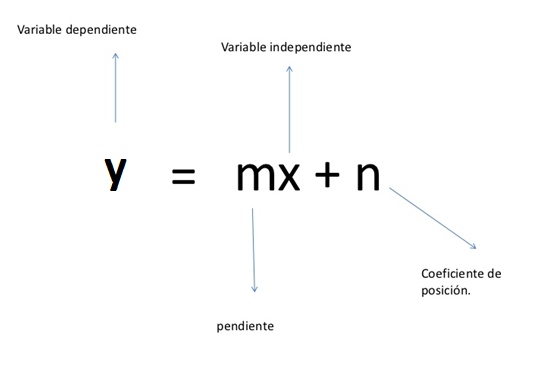 Variable dependiente
Variable independiente
y = mx + n
Coeficiente de
posición.
pendiente